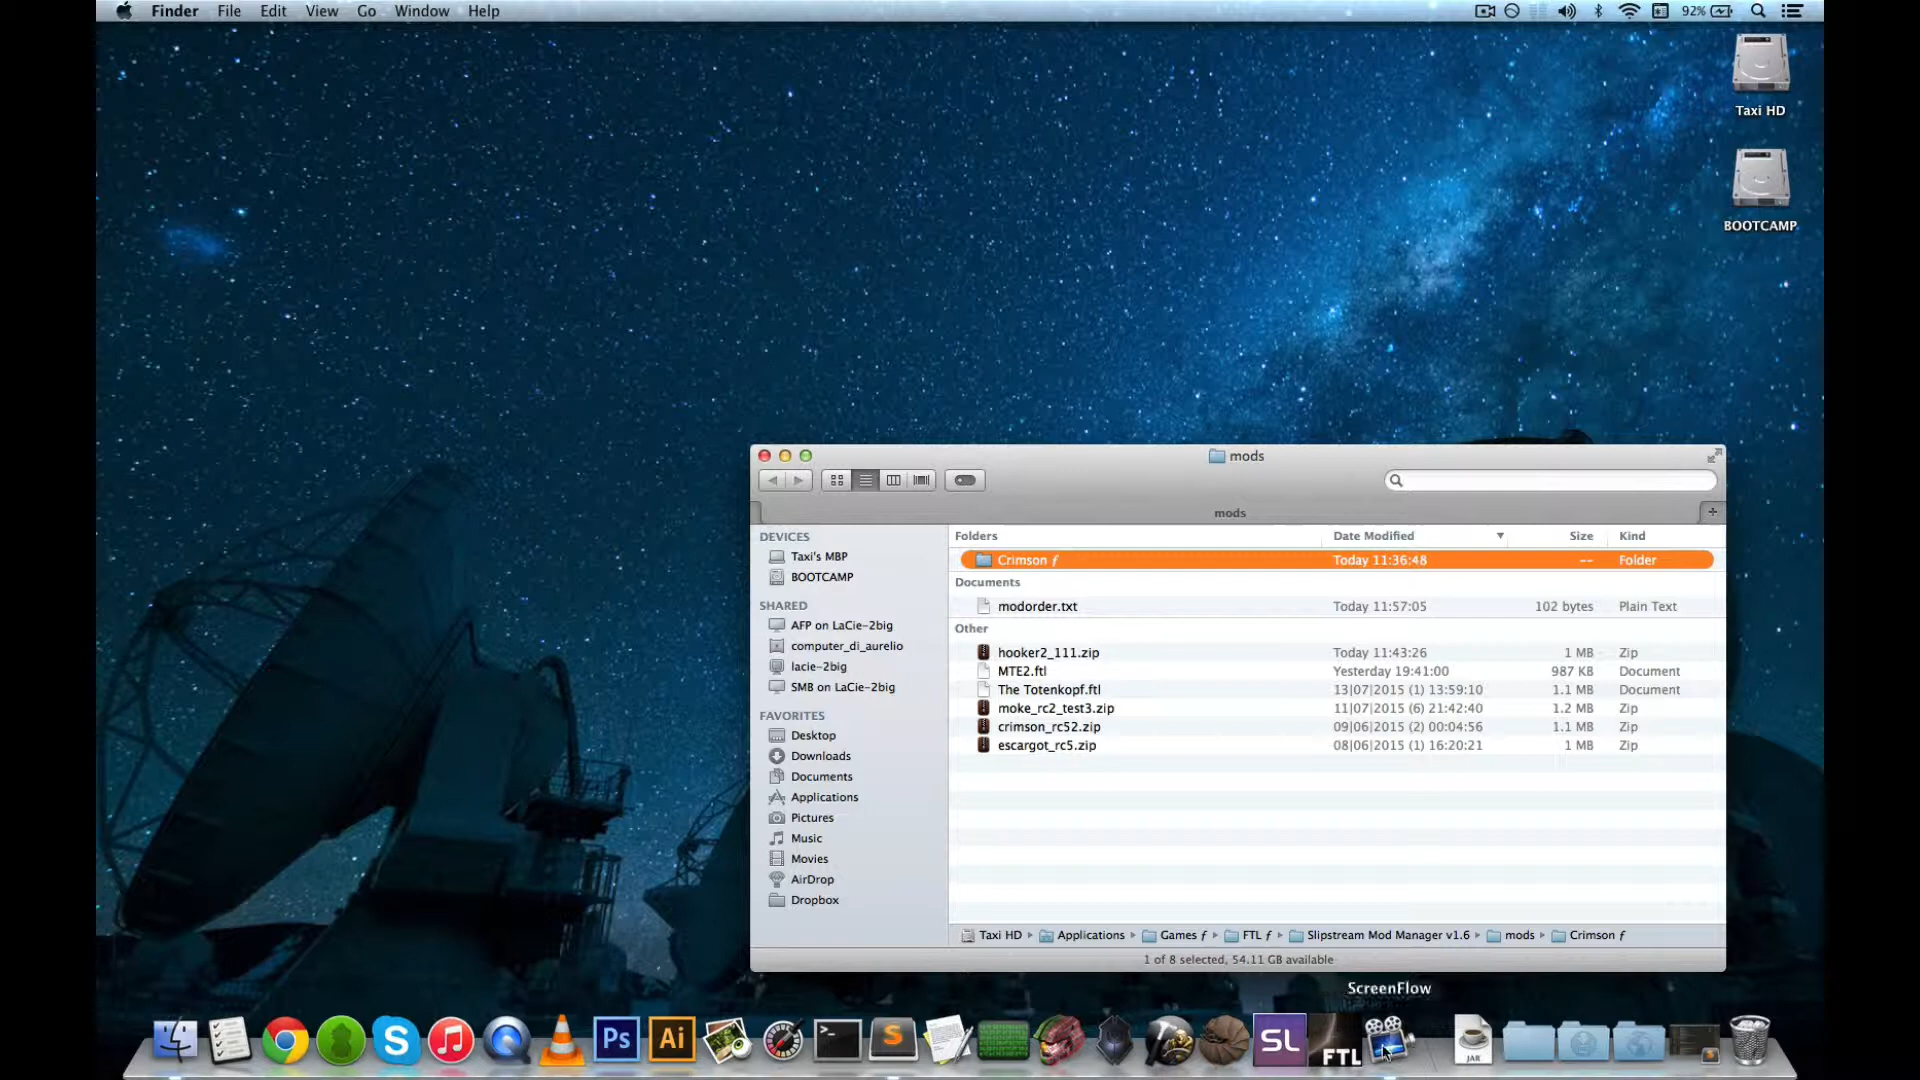 Finder File Edit View Go Window Help 92%
Taxi HD
BOOTCAMP
mods
mods
DEVICES
Taxi's MBP
BOOTCAMP
SHARED
AFP on LaCie-2big
computer_di_aurelio
lacie-2big
SMB on LaCie-2big
FAVORITES
Desktop
Downloads
Documents
Applications
Pictures
Music
Movies
AirDrop
Dropbox
Folders Date Modified Size Kind
Crimson ƒ Today 11:36:48 -- Folder
Documents
modorder.txt Today 11:57:05 102 bytes Plain Text
Other
hooker2_111.zip Today 11:43:26 1 MB Zip
MTE2.ftl Yesterday 19:41:00 987 KB Document
The Totenkopf.ftl 13|07|2015 (1) 13:59:10 1.1 MB Document
moke_rc2_test3.zip 11|07|2015 (6) 21:42:40 1.2 MB Zip
crimson_rc52.zip 09|06|2015 (2) 00:04:56 1.1 MB Zip
escargot_rc5.zip 08|06|2015 (1) 16:20:21 1 MB Zip
Taxi HD Applications Games ƒ FTL ƒ Slipstream Mod Manager v1.6 mods Crimson ƒ
1 of 8 selected, 54.11 GB available
ScreenFlow
S Ps Ai >_ S SL FTL JAR S